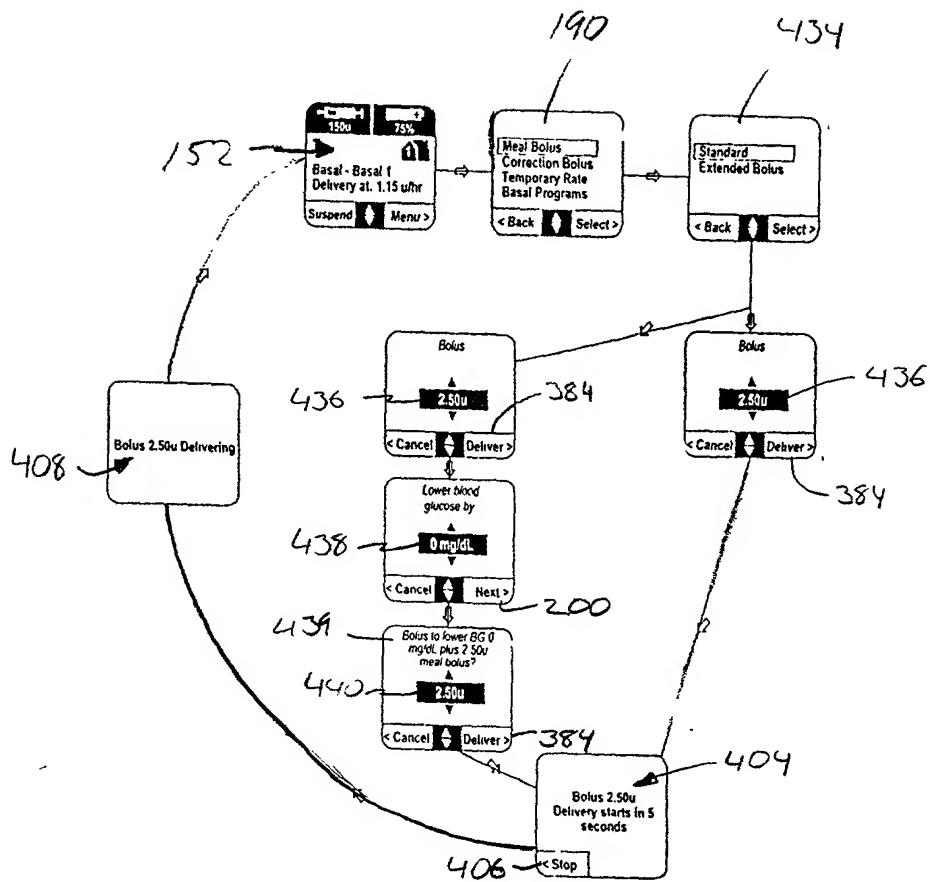 190
434
152
150u 75%
Basal - Basal 1
Delivery at. 1.15 u/hr
Suspend Menu >
Meal Bolus
Correction Bolus
Temporary Rate
Basal Programs
< Back Select >
Standard
Extended Bolus
< Back Select >
Bolus
436
2.50u
384
< Cancel Deliver >
Bolus
436
2.50u
< Cancel Deliver >
384
Bolus 2.50u Delivering
408
Lower blood
glucose by
438
0 mg/dL
< Cancel Next >
200
439
Bolus to lower BG 0
mg/dL plus 2 50u
meal bolus?
440
2.50u
< Cancel Deliver >
384
404
Bolus 2.50u
Delivery starts in 5
seconds
406
< Stop